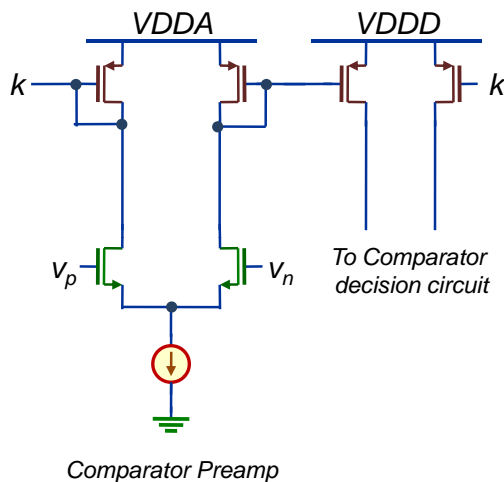 VDDA
VDDD
k
k
vp
vn
To Comparator
decision circuit
Comparator Preamp